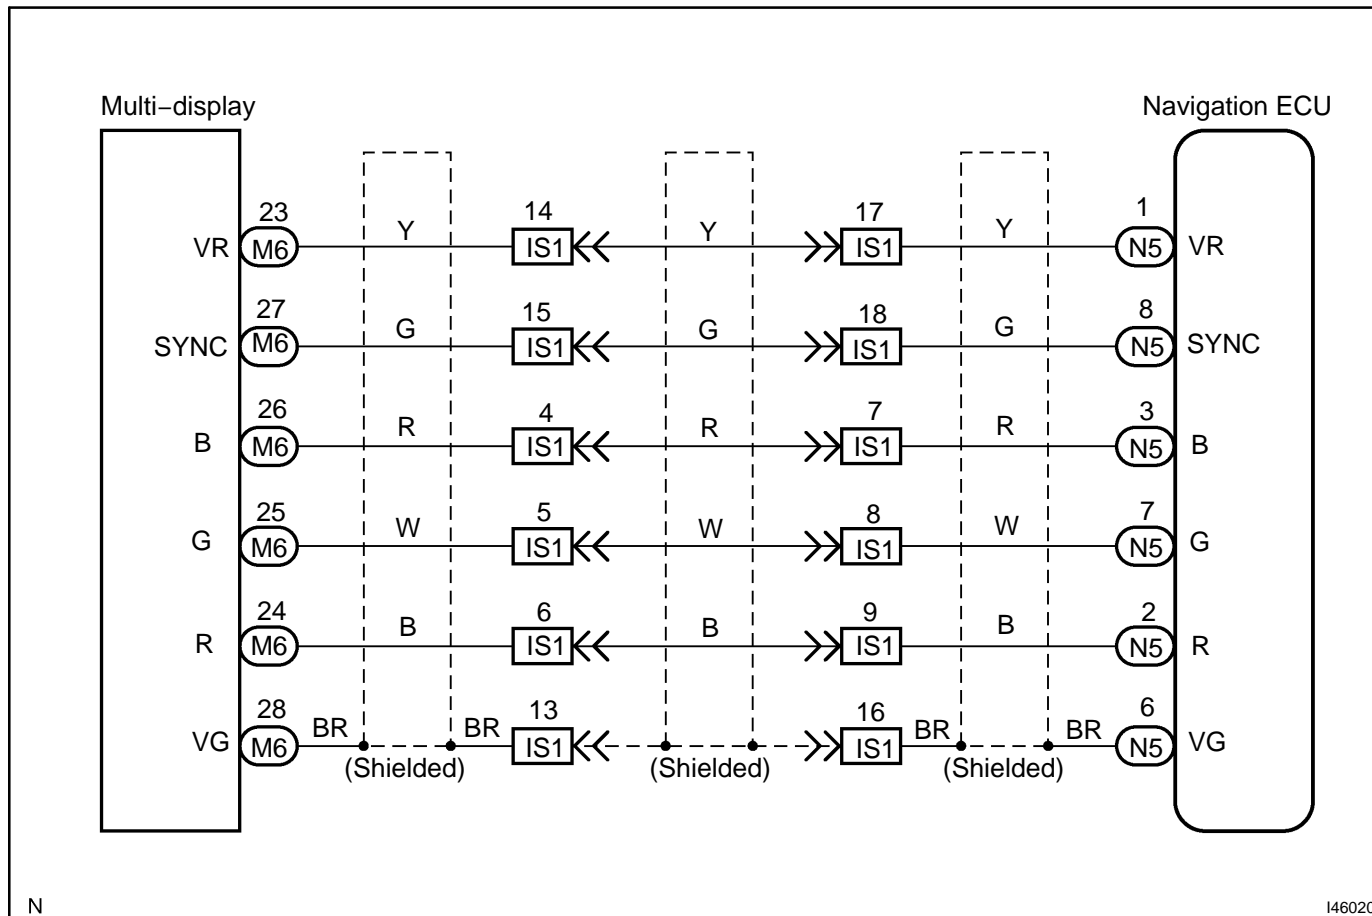 Multi−display
Navigation ECU
23 14 17 1
VR M6 Y IS1 Y IS1 Y N5 VR
27 15 18 8
SYNC M6 G IS1 G IS1 G N5 SYNC
26 4 7 3
B M6 R IS1 R IS1 R N5 B
25 5 8 7
G M6 W IS1 W IS1 W N5 G
24 6 9 2
R M6 B IS1 B IS1 B N5 R
28 13 16 6
VG M6 BR BR IS1 IS1 BR BR N5 VG
(Shielded) (Shielded) (Shielded)
N
I46020